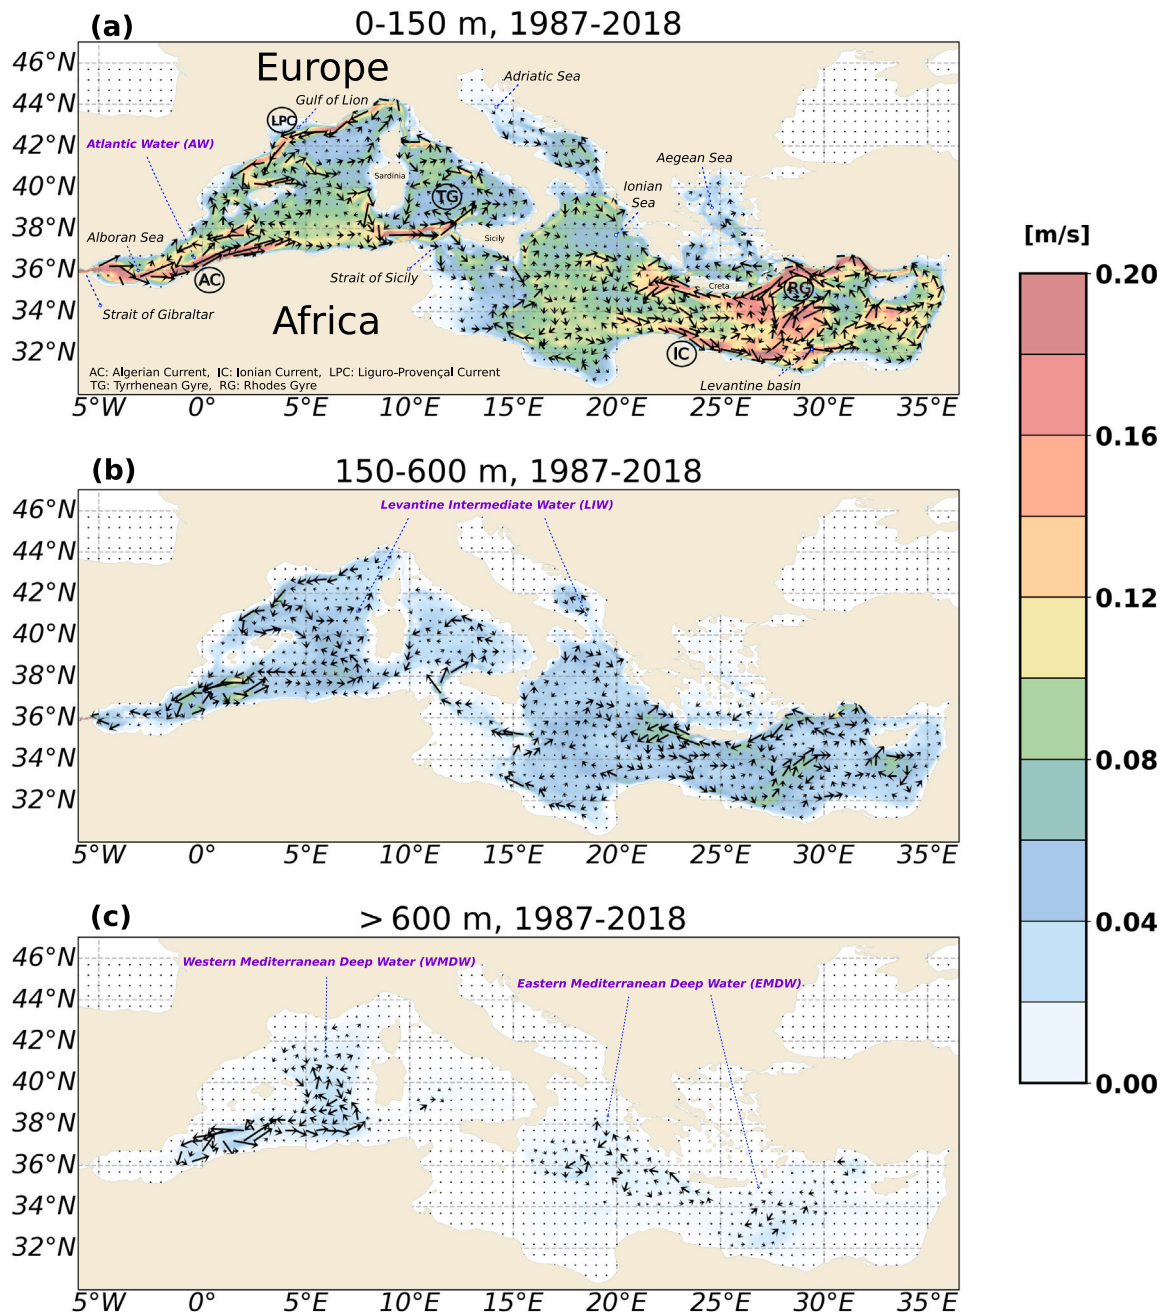 (a)
0-150 m, 1987-2018
46°N
44°N
42°N
40°N
38°N
36°N
34°N
32°N
Europe
Adriatic Sea
Gulf of Lion
LPC
Atlantic Water (AW)
Aegean Sea
Sardinia
TG
Ionian
Sea
Alboran Sea
Sicily
Strait of Sicily
AC
Creta
RG
Strait of Gibraltar
Africa
IC
AC: Algerian Current, IC: Ionian Current, LPC: Liguro-Provençal Current
TG: Tyrrhenean Gyre, RG: Rhodes Gyre
Levantine basin
5°W 0° 5°E 10°E 15°E 20°E 25°E 30°E 35°E
(b)
150-600 m, 1987-2018
46°N
44°N
42°N
40°N
38°N
36°N
34°N
32°N
Levantine Intermediate Water (LIW)
5°W 0° 5°E 10°E 15°E 20°E 25°E 30°E 35°E
(c)
> 600 m, 1987-2018
46°N
44°N
42°N
40°N
38°N
36°N
34°N
32°N
Western Mediterranean Deep Water (WMDW)
Eastern Mediterranean Deep Water (EMDW)
5°W 0° 5°E 10°E 15°E 20°E 25°E 30°E 35°E
[m/s]
0.20
0.16
0.12
0.08
0.04
0.00